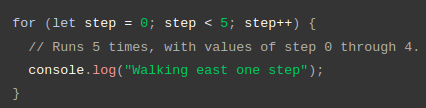 for (let step = 0; step < 5; step++) {
  // Runs 5 times, with values of step 0 through 4.
  console.log("Walking east one step");
}